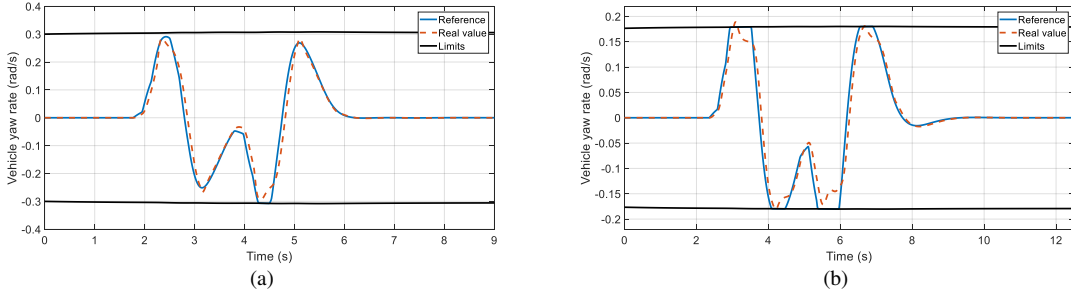 0.4
0.3
0.2
0.1
0
-0.1
-0.2
-0.3
-0.4
Vehicle yaw rate (rad/s)
0 1 2 3 4 5 6 7 8 9
Time (s)
Reference
Real value
Limits
(a)
0.2
0.15
0.1
0.05
0
-0.05
-0.1
-0.15
-0.2
Vehicle yaw rate (rad/s)
0 2 4 6 8 10 12
Time (s)
Reference
Real value
Limits
(b)